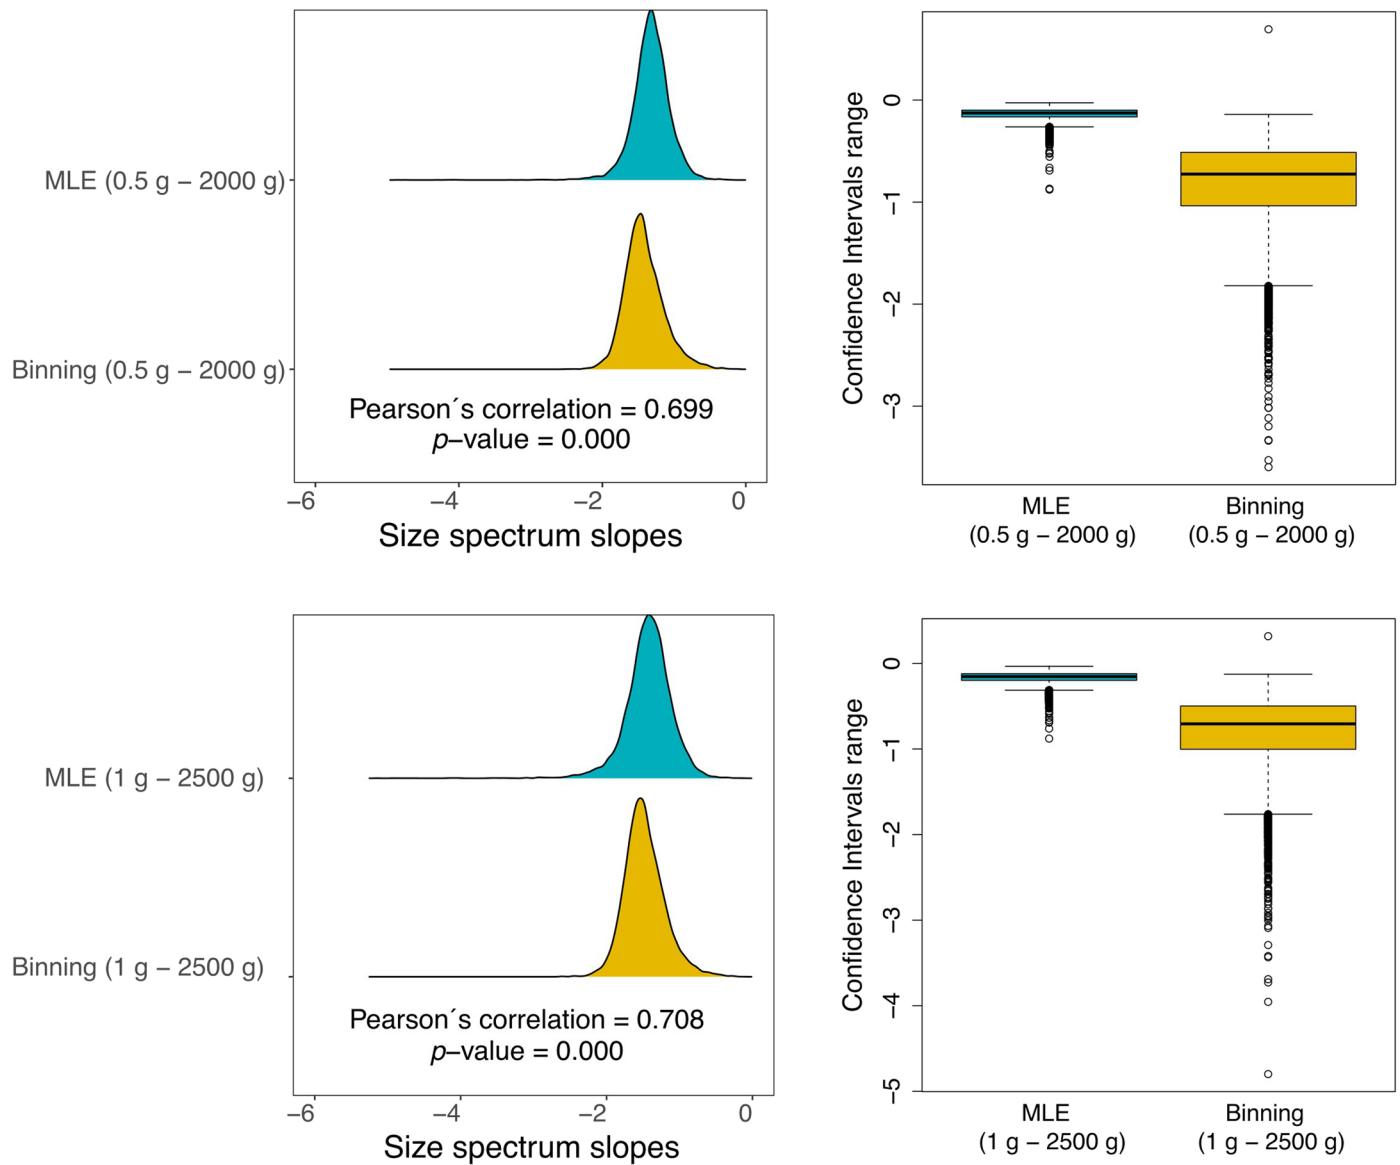 MLE (0.5 g – 2000 g)
Binning (0.5 g – 2000 g)
Pearson´s correlation = 0.699
p–value = 0.000
−6 −4 −2 0
Size spectrum slopes
Confidence Intervals range
0
−1
−2
−3
MLE
(0.5 g – 2000 g)
Binning
(0.5 g – 2000 g)
MLE (1 g – 2500 g)
Binning (1 g – 2500 g)
Pearson´s correlation = 0.708
p–value = 0.000
−6 −4 −2 0
Size spectrum slopes
Confidence Intervals range
0
−1
−2
−3
−4
−5
MLE
(1 g – 2500 g)
Binning
(1 g – 2500 g)